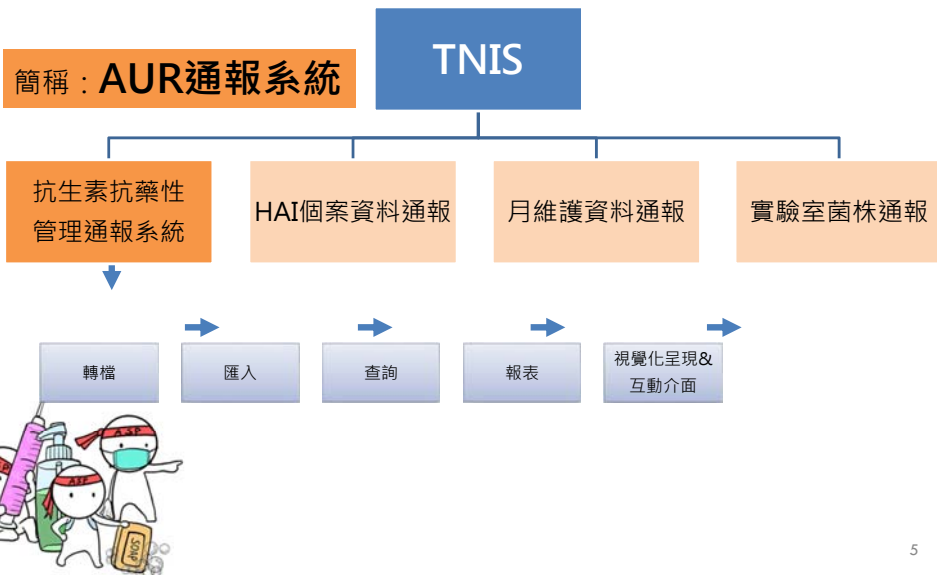 TNIS
簡稱：AUR通報系統
抗生素抗藥性
管理通報系統
HAI個案資料通報
月維護資料通報
實驗室菌株通報
轉檔
匯入
查詢
報表
視覺化呈現&
互動介面
ASP
ASP
SOAP
5